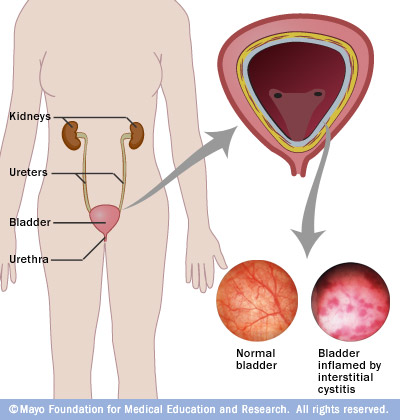 Kidneys
Ureters
Bladder
Urethra
Normal
bladder
Bladder
inflamed by
interstitial
cystitis
© Mayo Foundation for Medical Education and Research. All rights reserved.